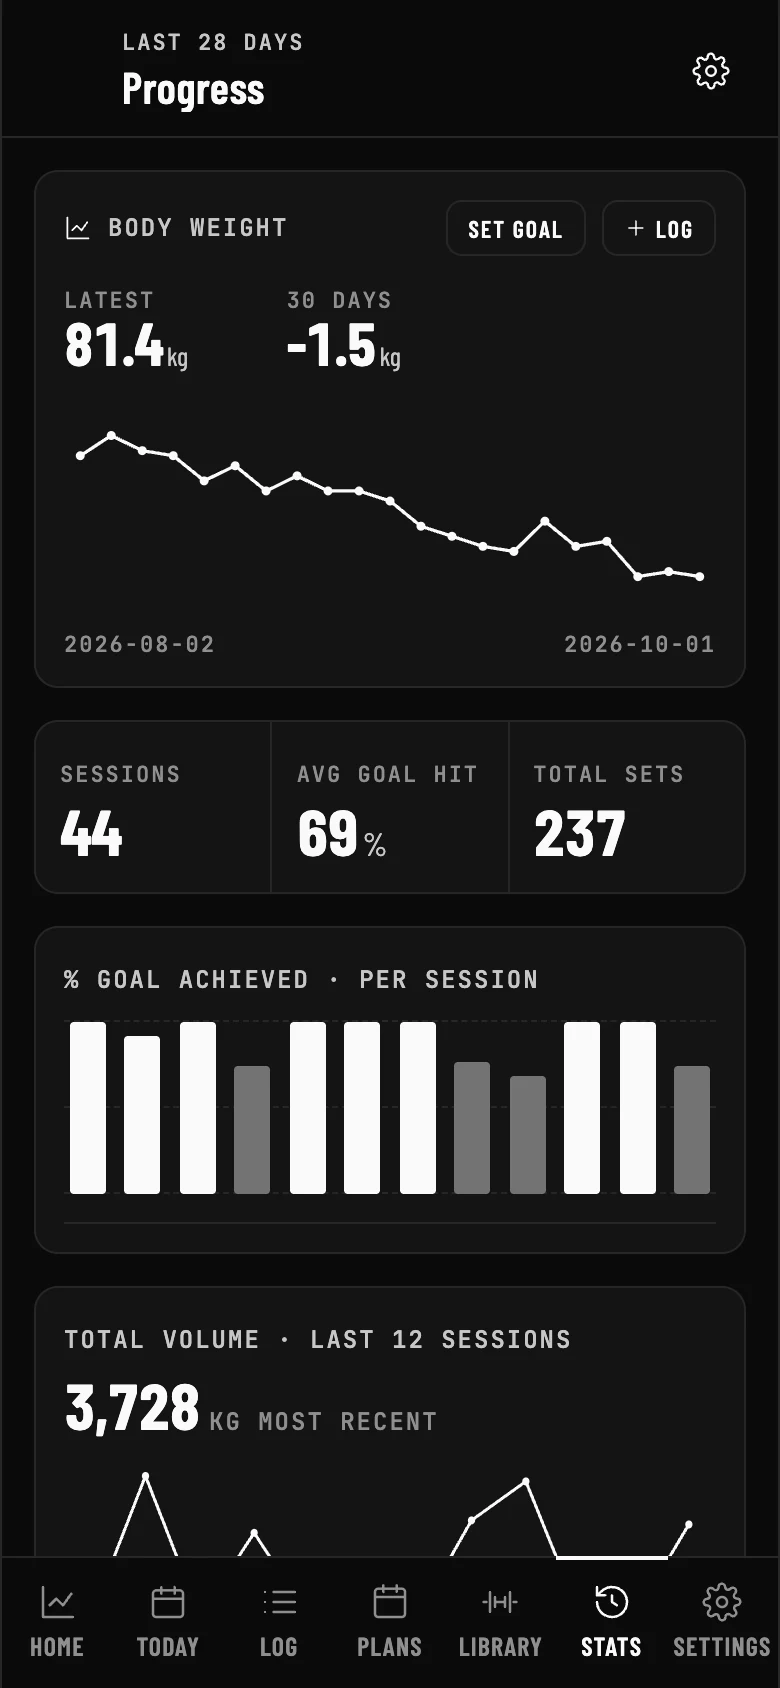 LAST 28 DAYS
Progress
BODY WEIGHT
SET GOAL
+ LOG
LATEST
81.4kg
30 DAYS
-1.5kg
2026-08-02
2026-10-01
SESSIONS
44
AVG GOAL HIT
69%
TOTAL SETS
237
% GOAL ACHIEVED · PER SESSION
TOTAL VOLUME · LAST 12 SESSIONS
3,728 KG MOST RECENT
HOME
TODAY
LOG
PLANS
LIBRARY
STATS
SETTINGS